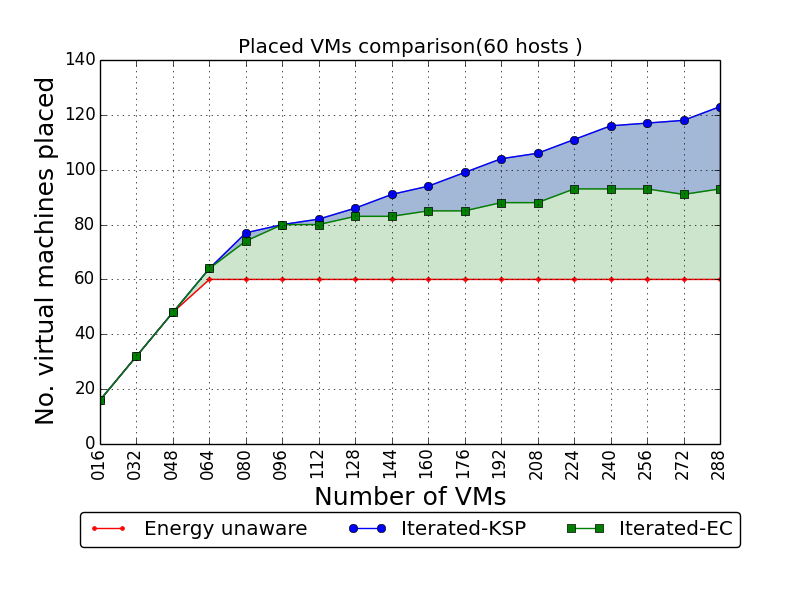 Placed VMs comparison(60 hosts )
No. virtual machines placed
140
120
100
80
60
40
20
0
016 032 048 064 080 096 112 128 144 160 176 192 208 224 240 256 272 288
Number of VMs
Energy unaware Iterated-KSP Iterated-EC